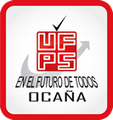 UFPS
EN EL FUTURO DE TODOS
OCAÑA